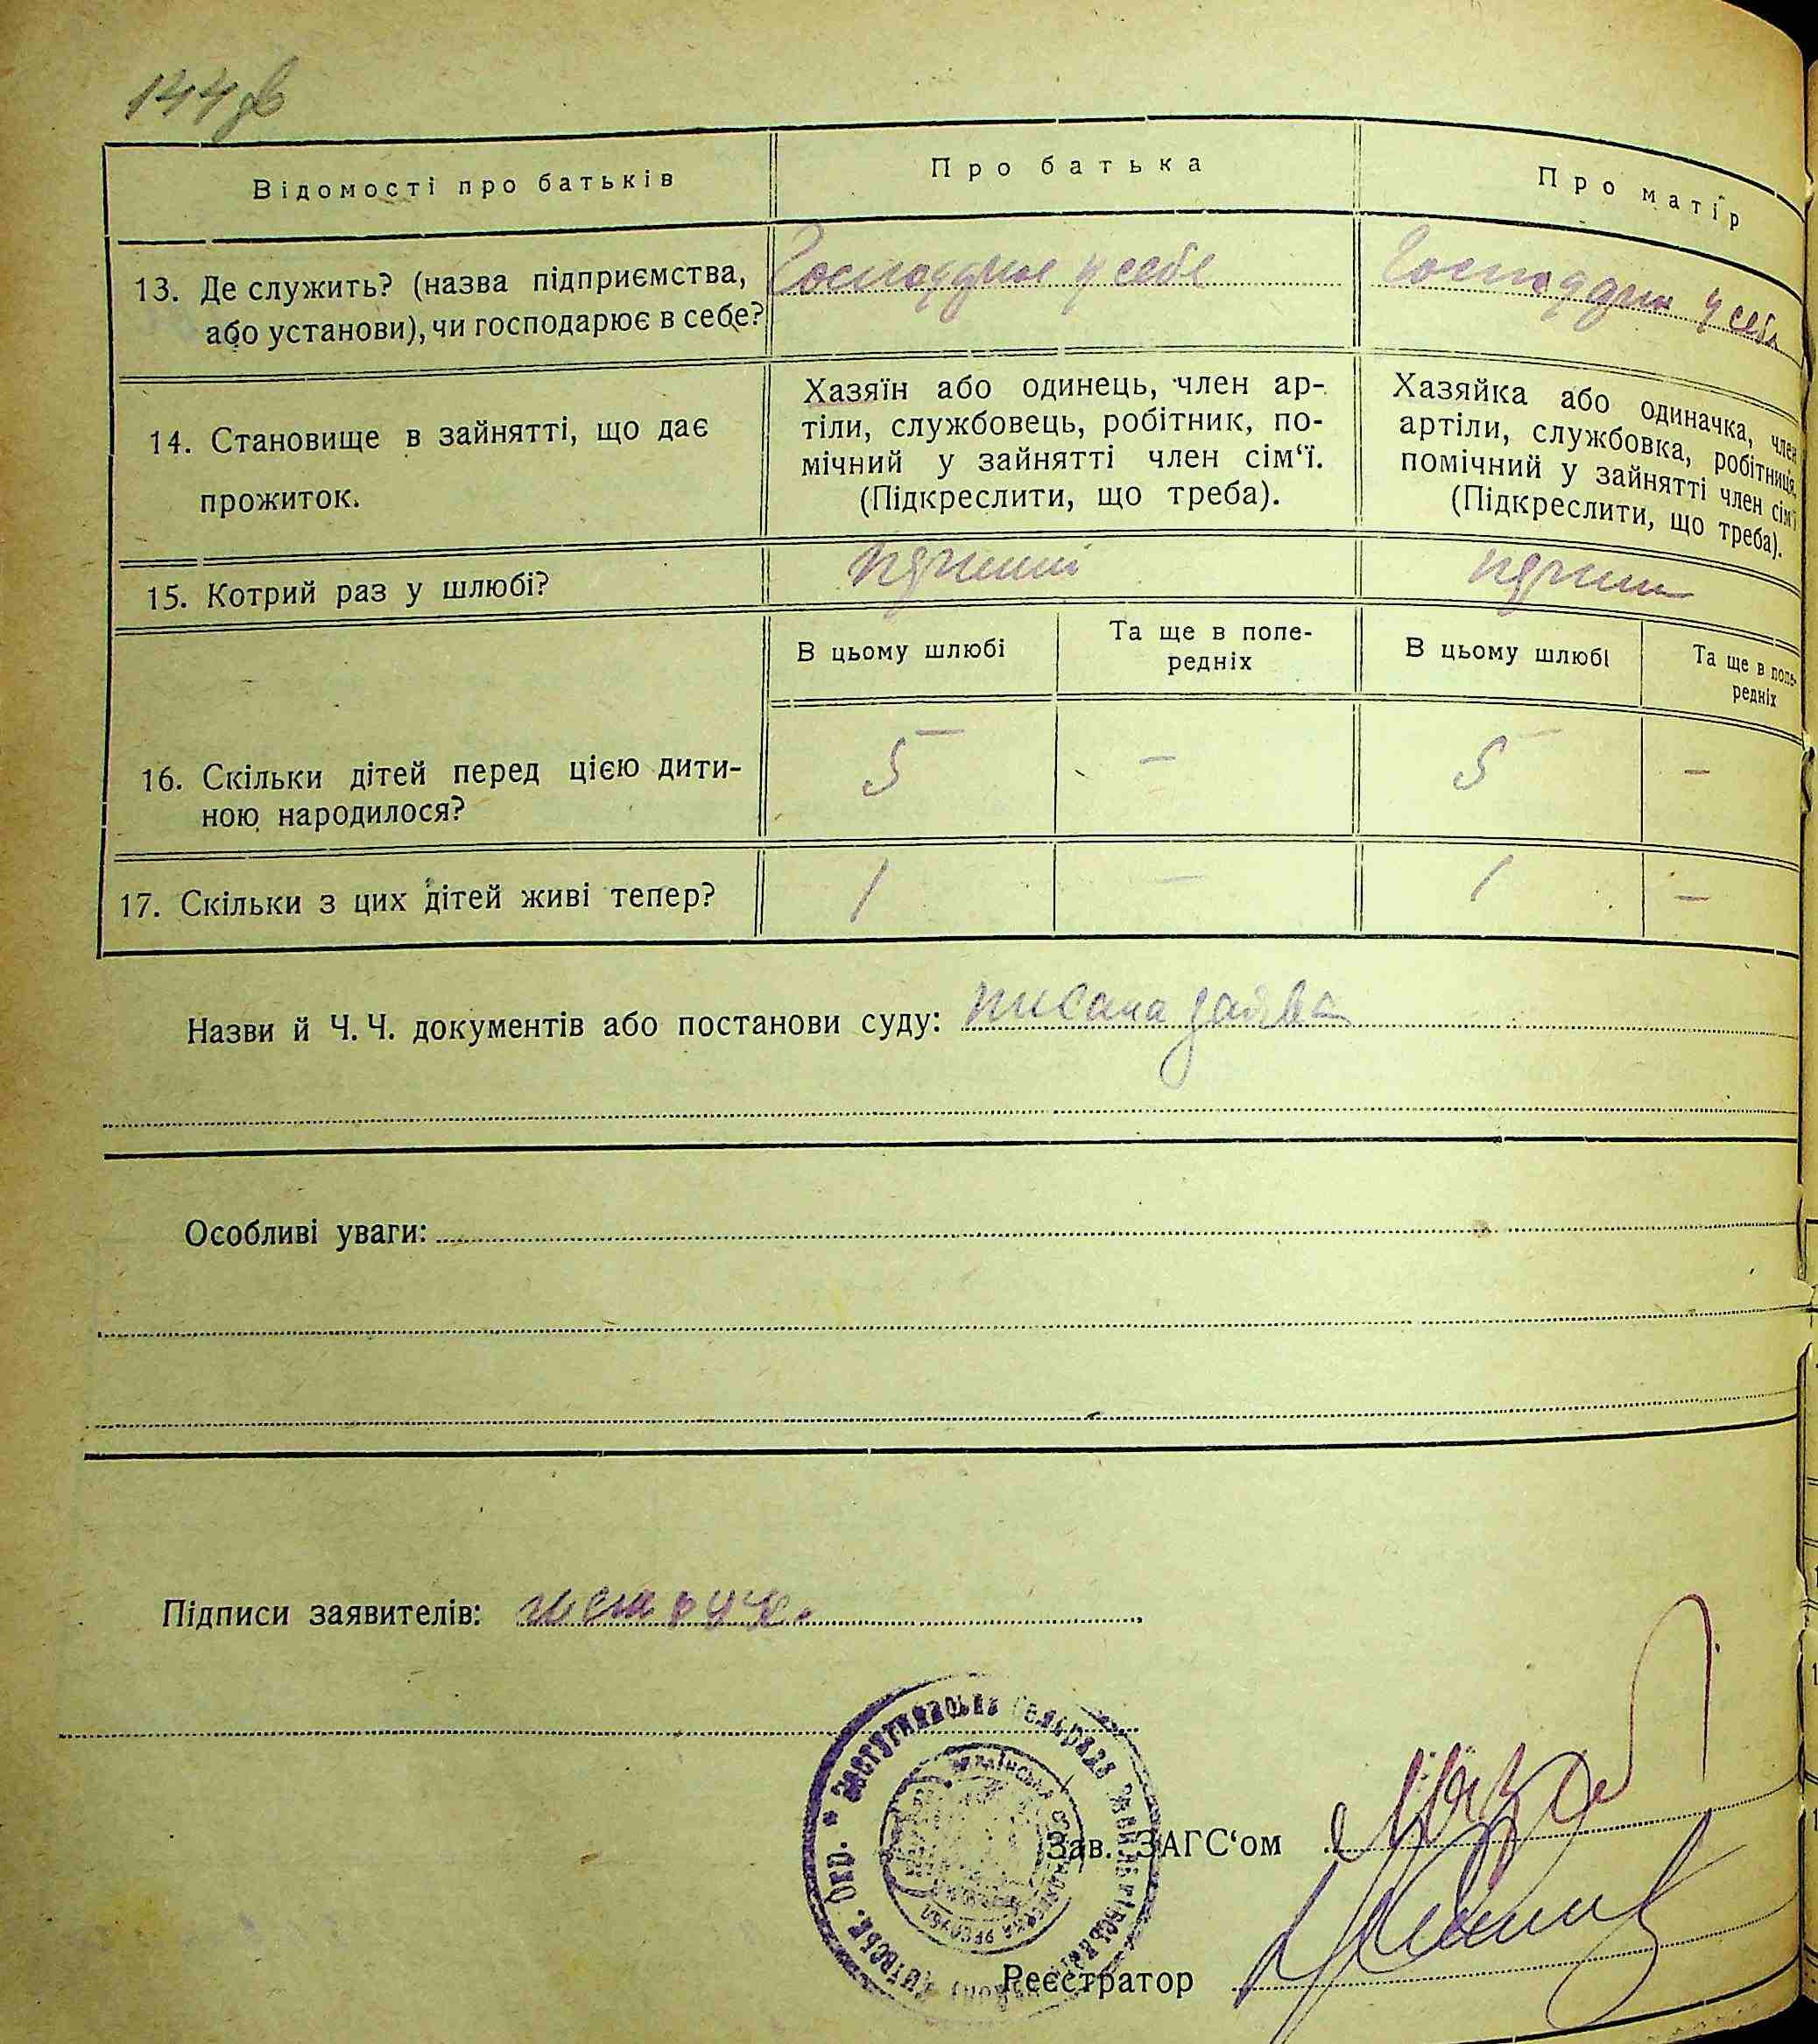 144 зв
Відомості про батьків
Про батька
Про матір
13. Де служить? (назва підприємства,
або установи), чи господарює в себе?
у себе
у себе
14. Становище в зайнятті, що дає
прожиток.
Хазяїн або одинець, член ар-
тіли, службовець, робітник, по-
мічний у зайнятті член сім‘ї.
(Підкреслити, що треба).
Хазяйка або одиначка, член
артіли, службовка, робітниця,
помічний у зайнятті член сім‘ї
(Підкреслити, що треба).
15. Котрий раз у шлюбі?
В цьому шлюбі
Та ще в попе-
редніх
В цьому шлюбі
Та ще в попе-
редніх
16. Скільки дітей перед цією дити-
ною народилося?
5
–
5
–
17. Скільки з цих дітей живі тепер?
1
–
1
–
Назви й Ч. Ч. документів або постанови суду: писана заява
Особливі уваги:
Підписи заявителів:
Зав. ЗАГС‘ом
Реєстратор